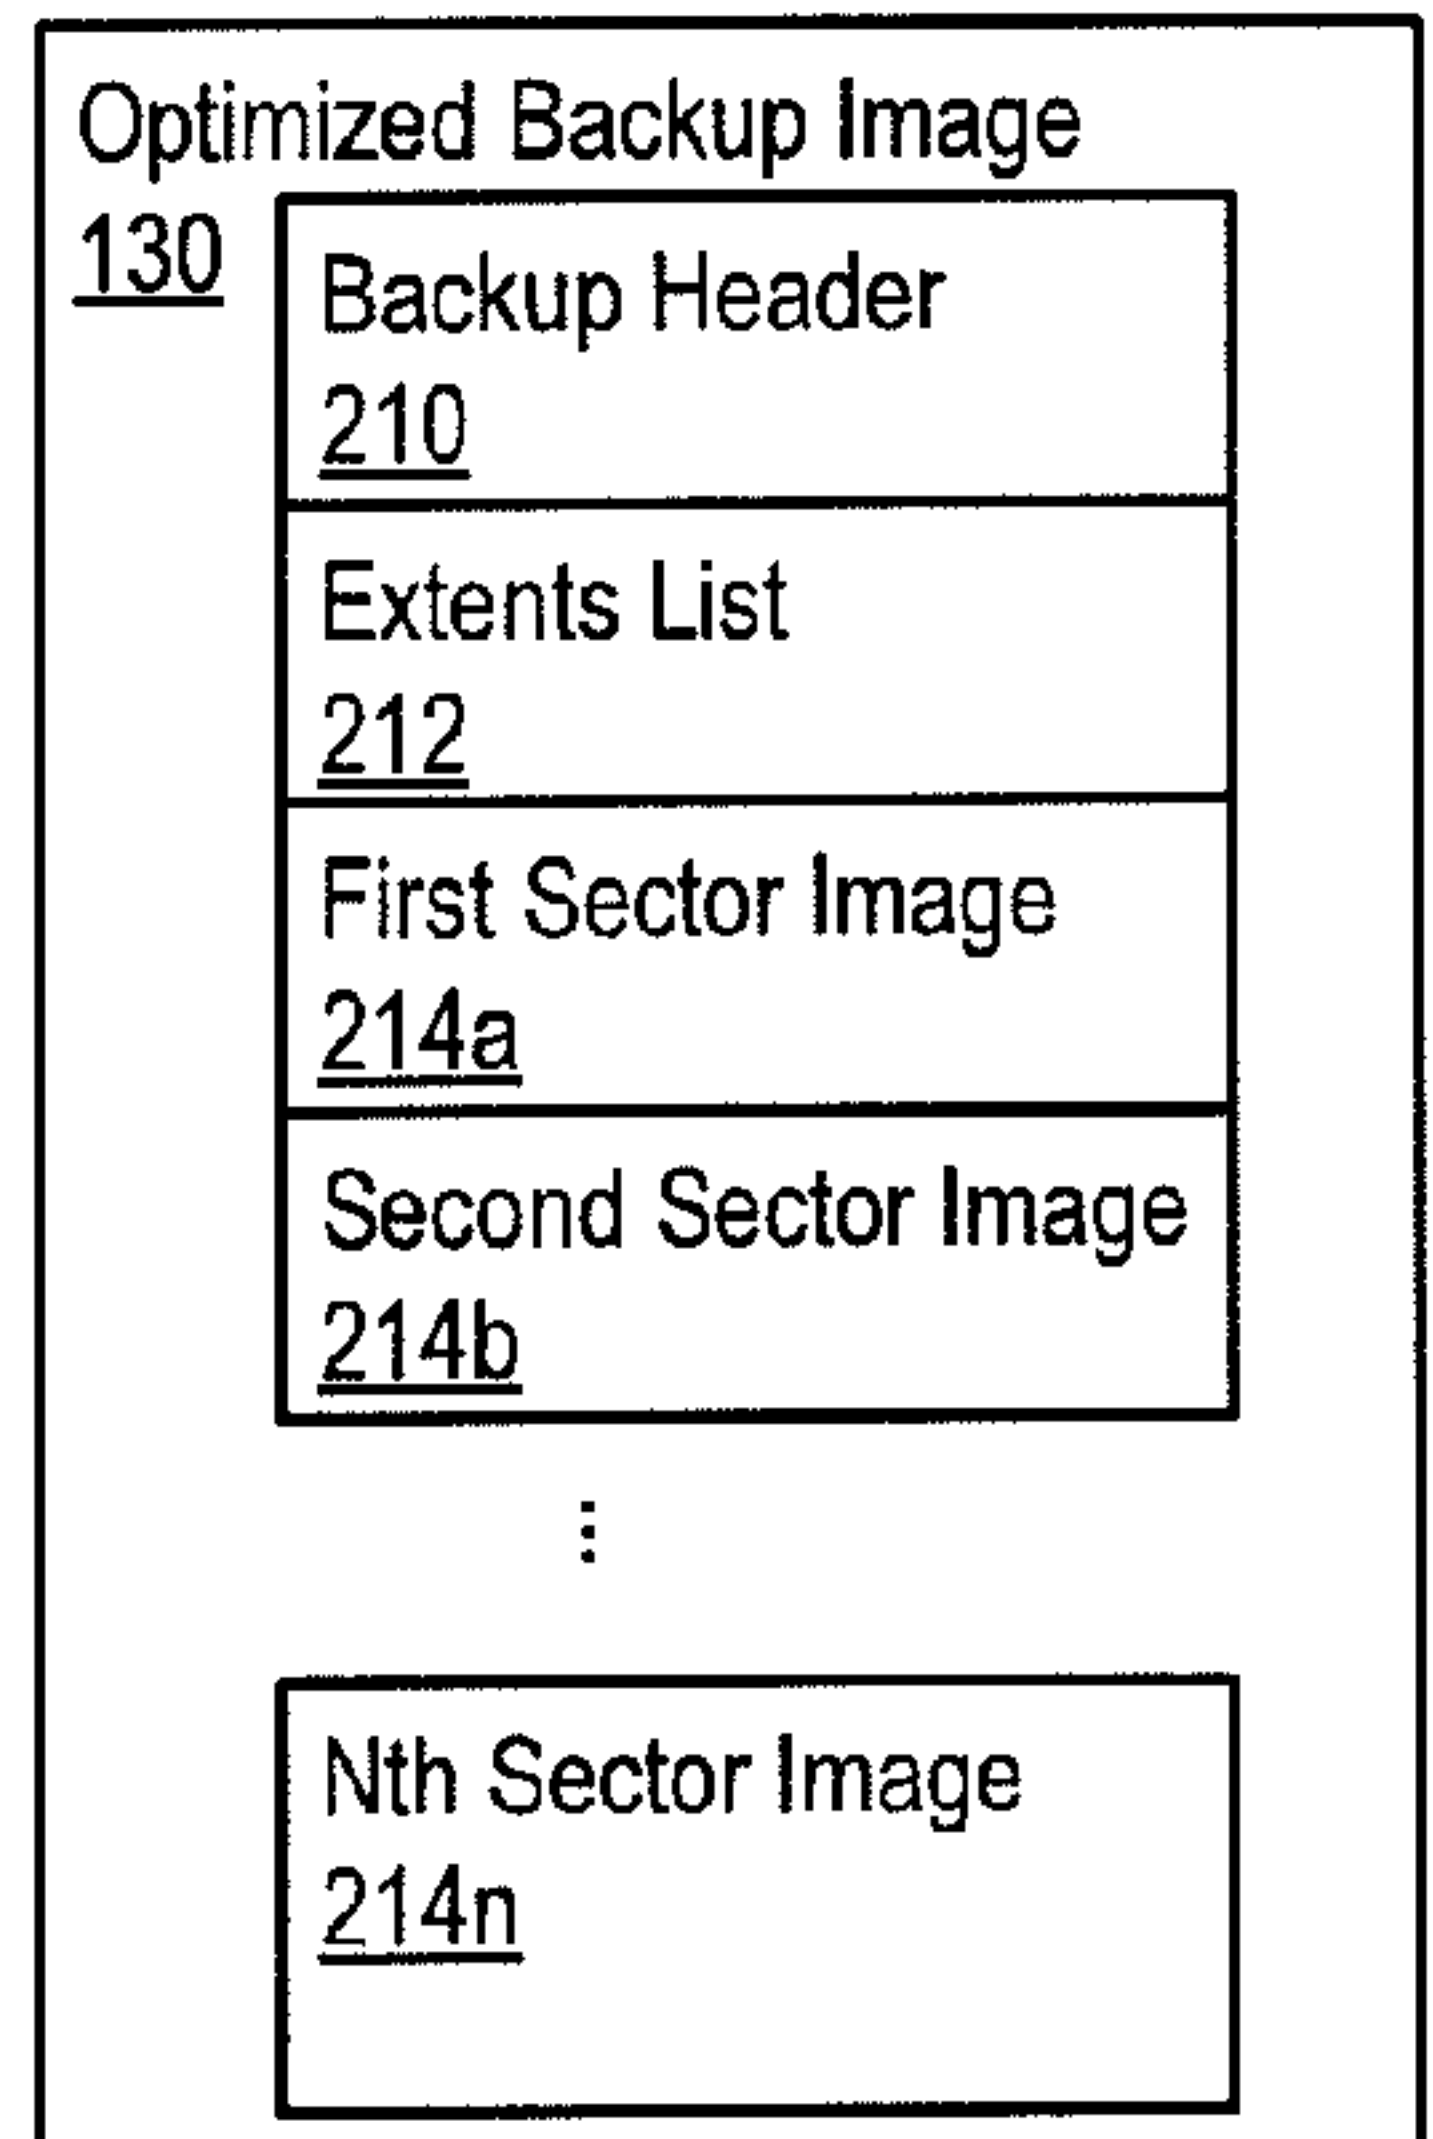 Optimized Backup Image
130
Backup Header
210
Extents List
212
First Sector Image
214a
Second Sector Image
214b
Nth Sector Image
214n